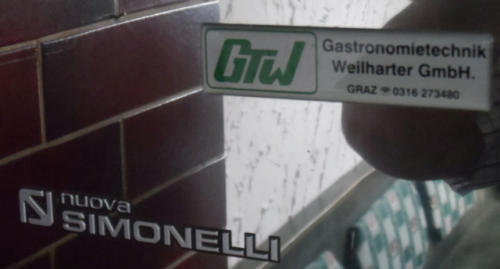 GTW
Gastronomietechnik
Weilharter GmbH.
GRAZ ☎ 0316 273480
nuova
SIMONELLI